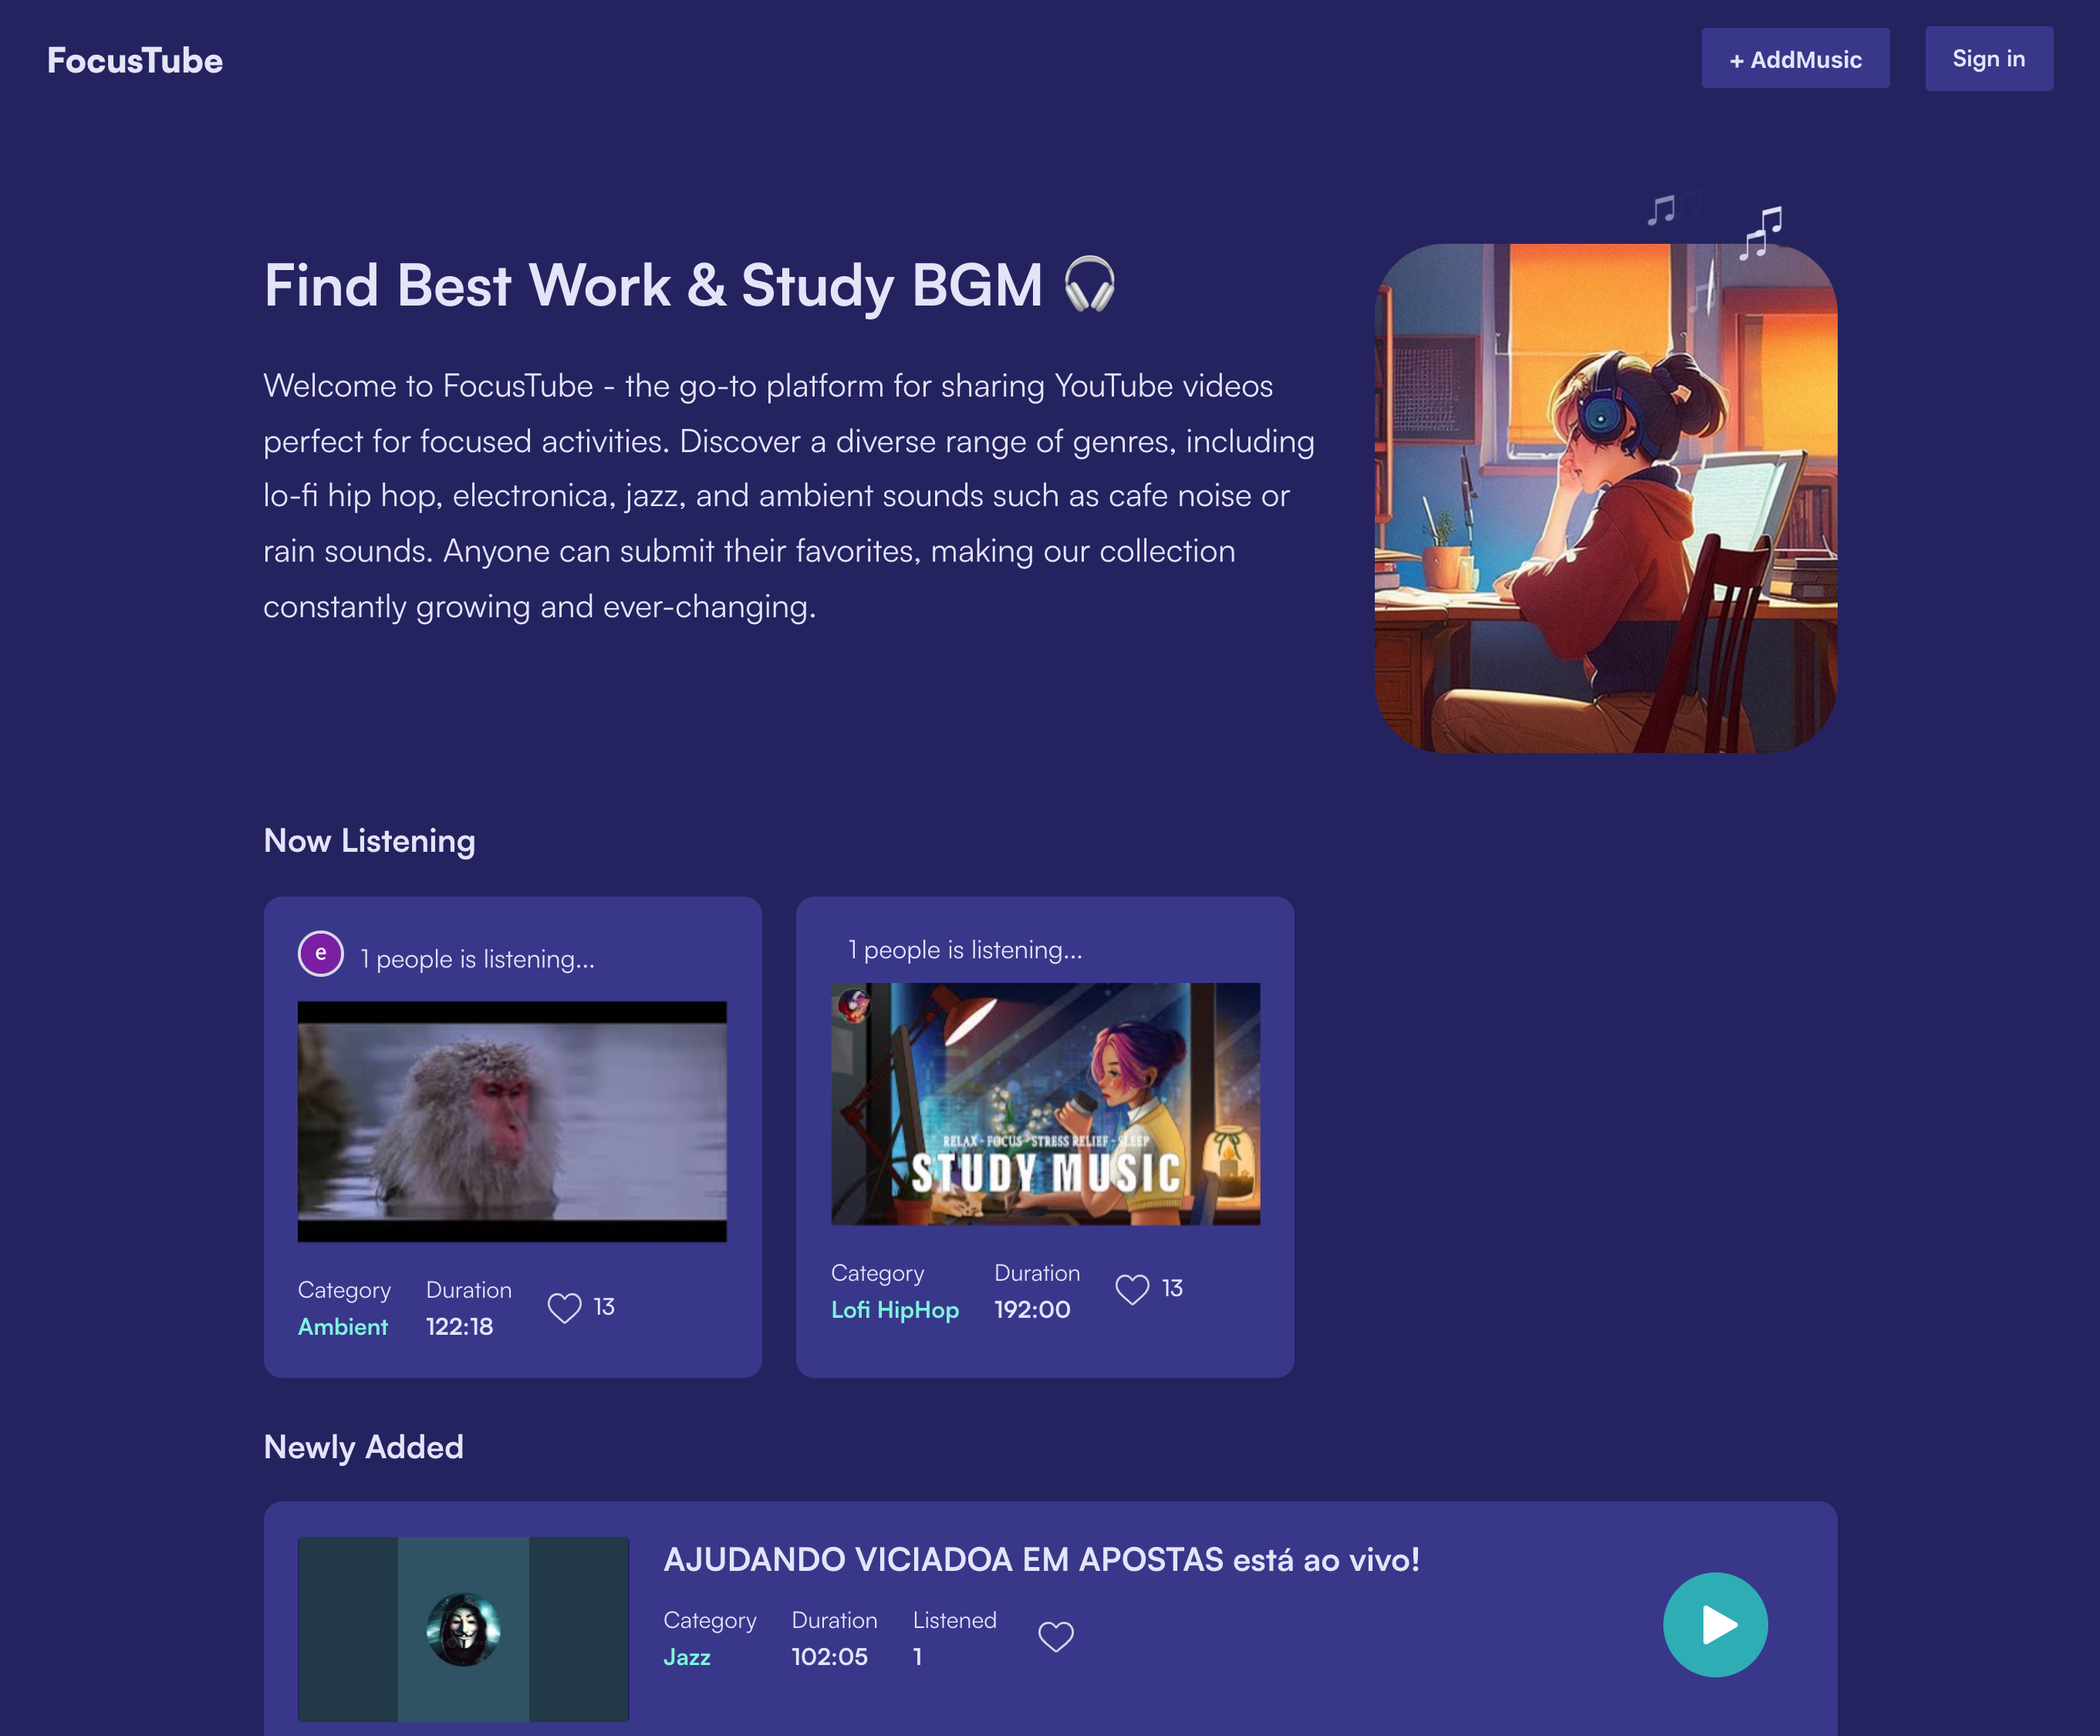 FocusTube
+ AddMusic
Sign in
Find Best Work & Study BGM 🎧
Welcome to FocusTube - the go-to platform for sharing YouTube videos
perfect for focused activities. Discover a diverse range of genres, including
lo-fi hip hop, electronica, jazz, and ambient sounds such as cafe noise or
rain sounds. Anyone can submit their favorites, making our collection
constantly growing and ever-changing.
Now Listening
e
1 people is listening...
Category Duration
13
Ambient 122:18
1 people is listening...
RELAX - FOCUS - STRESS RELIEF - SLEEP
STUDY MUSIC
Category Duration
13
Lofi HipHop 192:00
Newly Added
AJUDANDO VICIADOA EM APOSTAS está ao vivo!
Category Duration Listened
Jazz 102:05 1